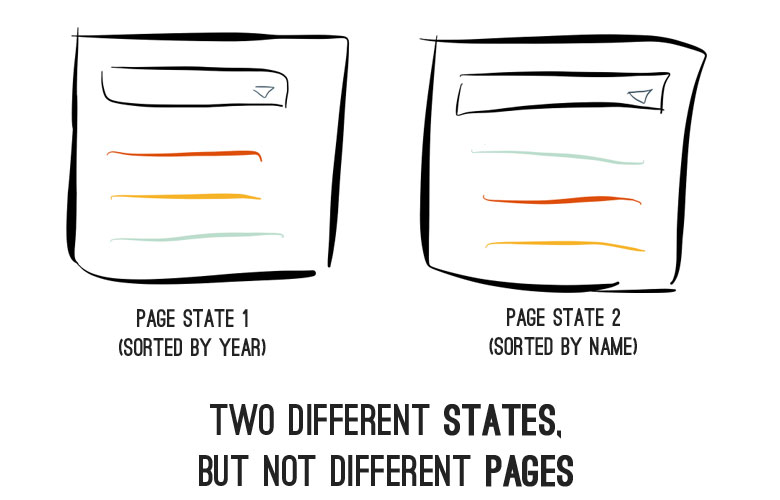 PAGE STATE 1
(SORTED BY YEAR)
PAGE STATE 2
(SORTED BY NAME)
TWO DIFFERENT STATES,
BUT NOT DIFFERENT PAGES